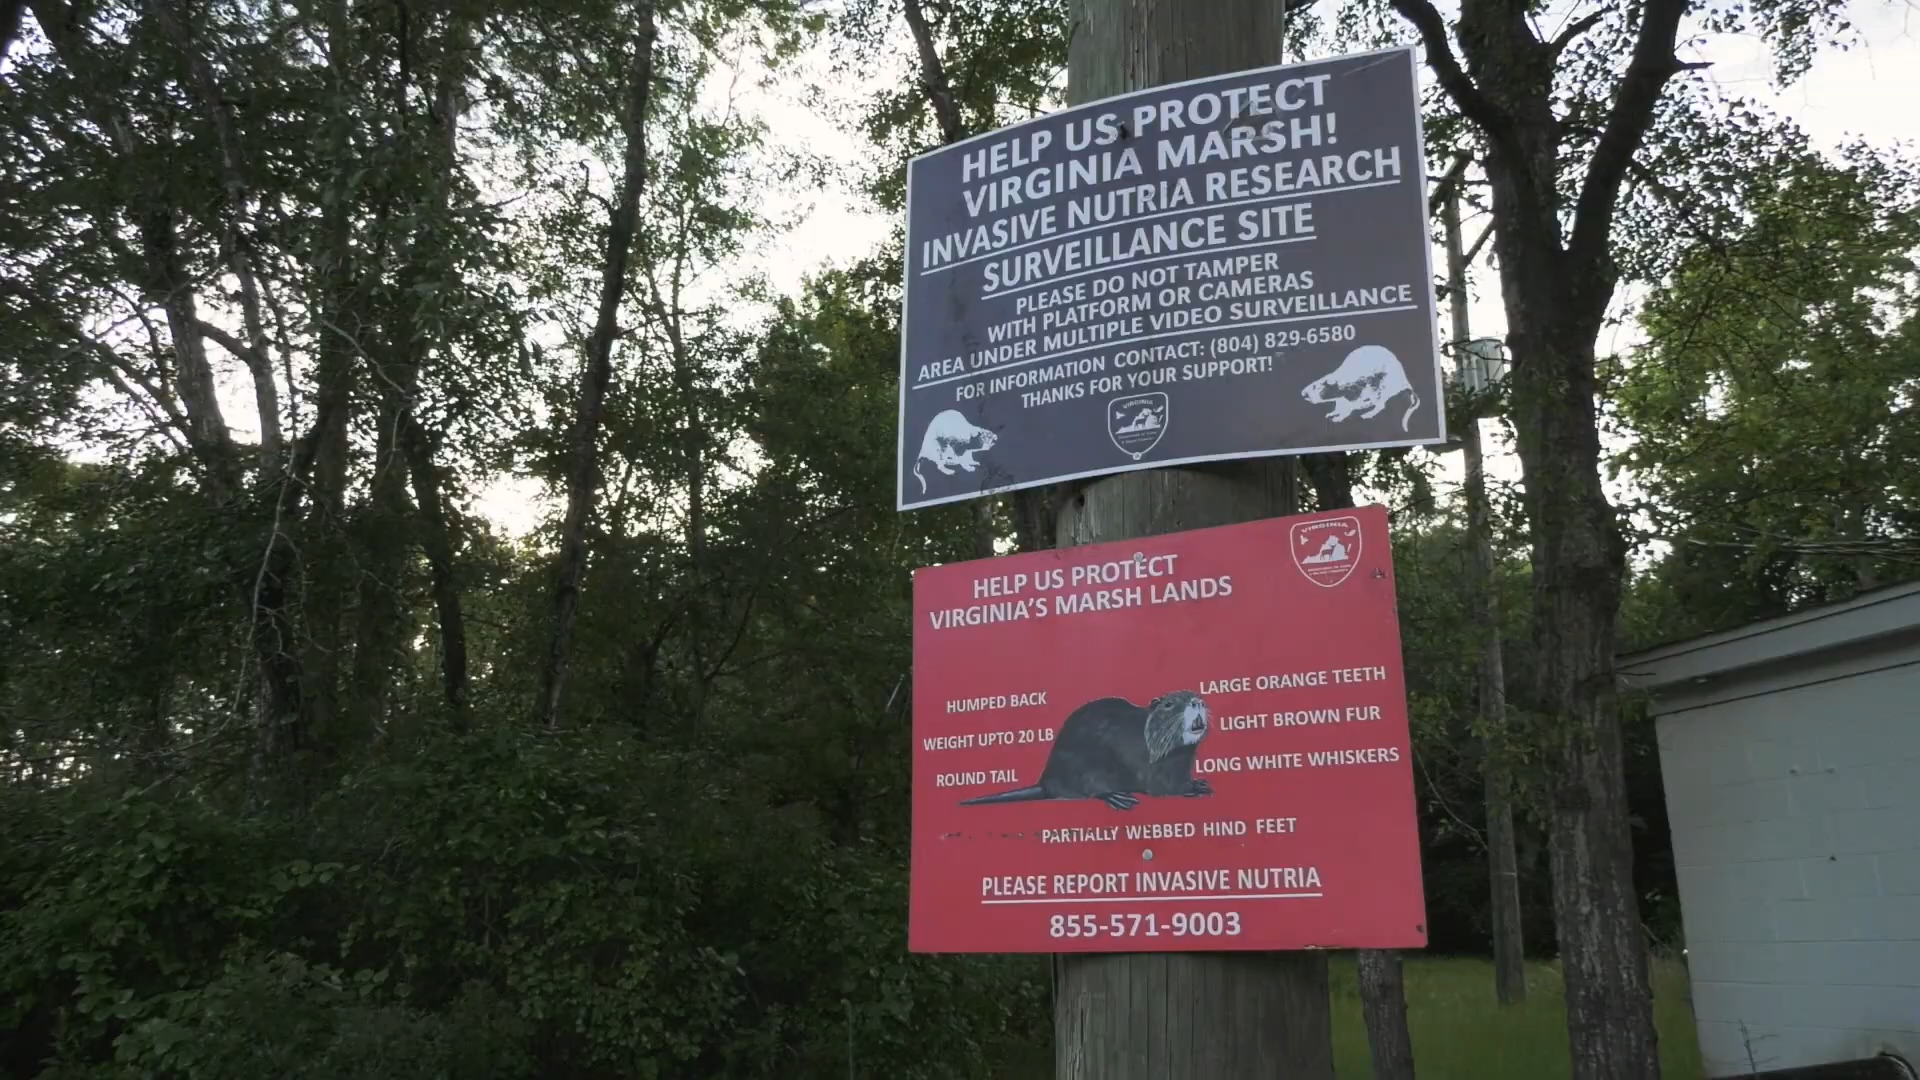 HELP US PROTECT
VIRGINIA MARSH!
INVASIVE NUTRIA RESEARCH
SURVEILLANCE SITE
PLEASE DO NOT TAMPER
WITH PLATFORM OR CAMERAS
AREA UNDER MULTIPLE VIDEO SURVEILLANCE
FOR INFORMATION CONTACT: (804) 829-6580
THANKS FOR YOUR SUPPORT!
VIRGINIA
HELP US PROTECT
VIRGINIA'S MARSH LANDS
VIRGINIA
HUMPED BACK
WEIGHT UPTO 20 LB
ROUND TAIL
LARGE ORANGE TEETH
LIGHT BROWN FUR
LONG WHITE WHISKERS
PARTIALLY WEBBED HIND FEET
PLEASE REPORT INVASIVE NUTRIA
855-571-9003